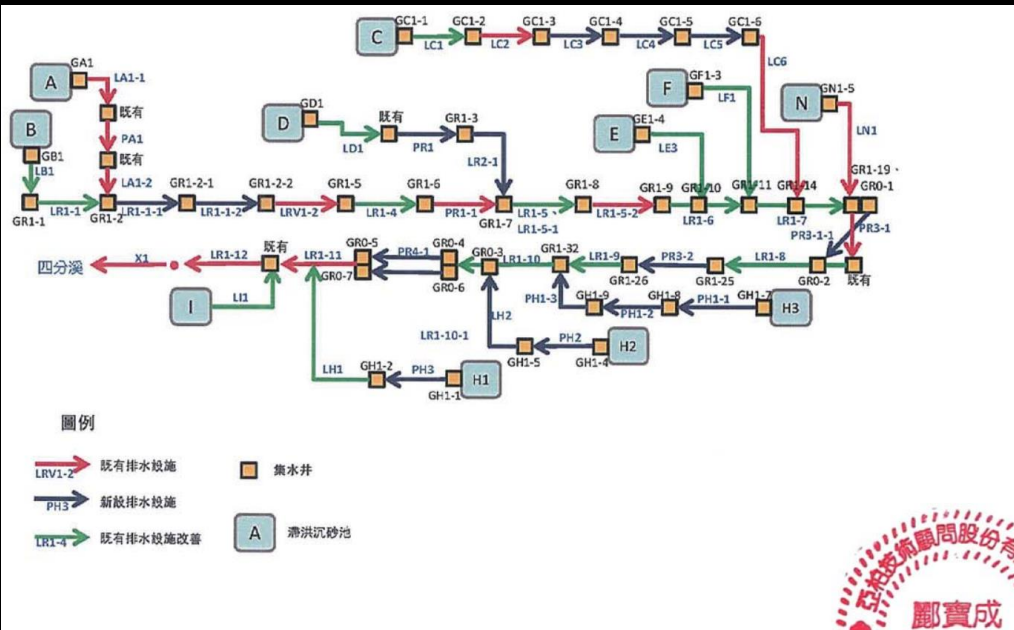 C GC1-1 GC1-2 GC1-3 GC1-4 GC1-5 GC1-6
LC1 LC2 LC3 LC4 LC5
LC6
GA1
A LA1-1
既有
PA1
既有
LA1-2
B
GB1
LB1
D GD1 既有 GR1-3
LD1 PR1
LR2-1
F GF1-3
LF1
E GE1-4
LE3
N GN1-5
LN1
GR1-19、
GR0-1
GR1-1 LR1-1 GR1-2 LR1-1-1 GR1-2-1 LR1-1-2 GR1-2-2 LRV1-2 GR1-5 LR1-4 GR1-6 PR1-1 GR1-7 LR1-5、 GR1-8 LR1-5-2 GR1-9 GR1-10 LR1-6 GR1-11 GR1-14 LR1-7
LR1-5-1
PR3-1-1 PR3-1
四分溪 X1 LR1-12 既有 LR1-11 GR0-5 PR4-1 GR0-4 GR0-3 LR1-10 GR1-32 LR1-9 GR1-26 PR3-2 GR1-25 LR1-8 GR0-2 既有
GR0-7 GR0-6
I LI1
PH1-3 GH1-9 PH1-2 GH1-8 PH1-1 GH1-7 H3
LH2
LR1-10-1
GH1-5 PH2 GH1-4 H2
LH1 GH1-2 PH3 GH1-1 H1
圖例
LRV1-2 既有排水設施
集水井
PH3 新設排水設施
LR1-4 既有排水設施改善
A 滯洪沉砂池
亞柏技術顧問股份有
鄺寶成